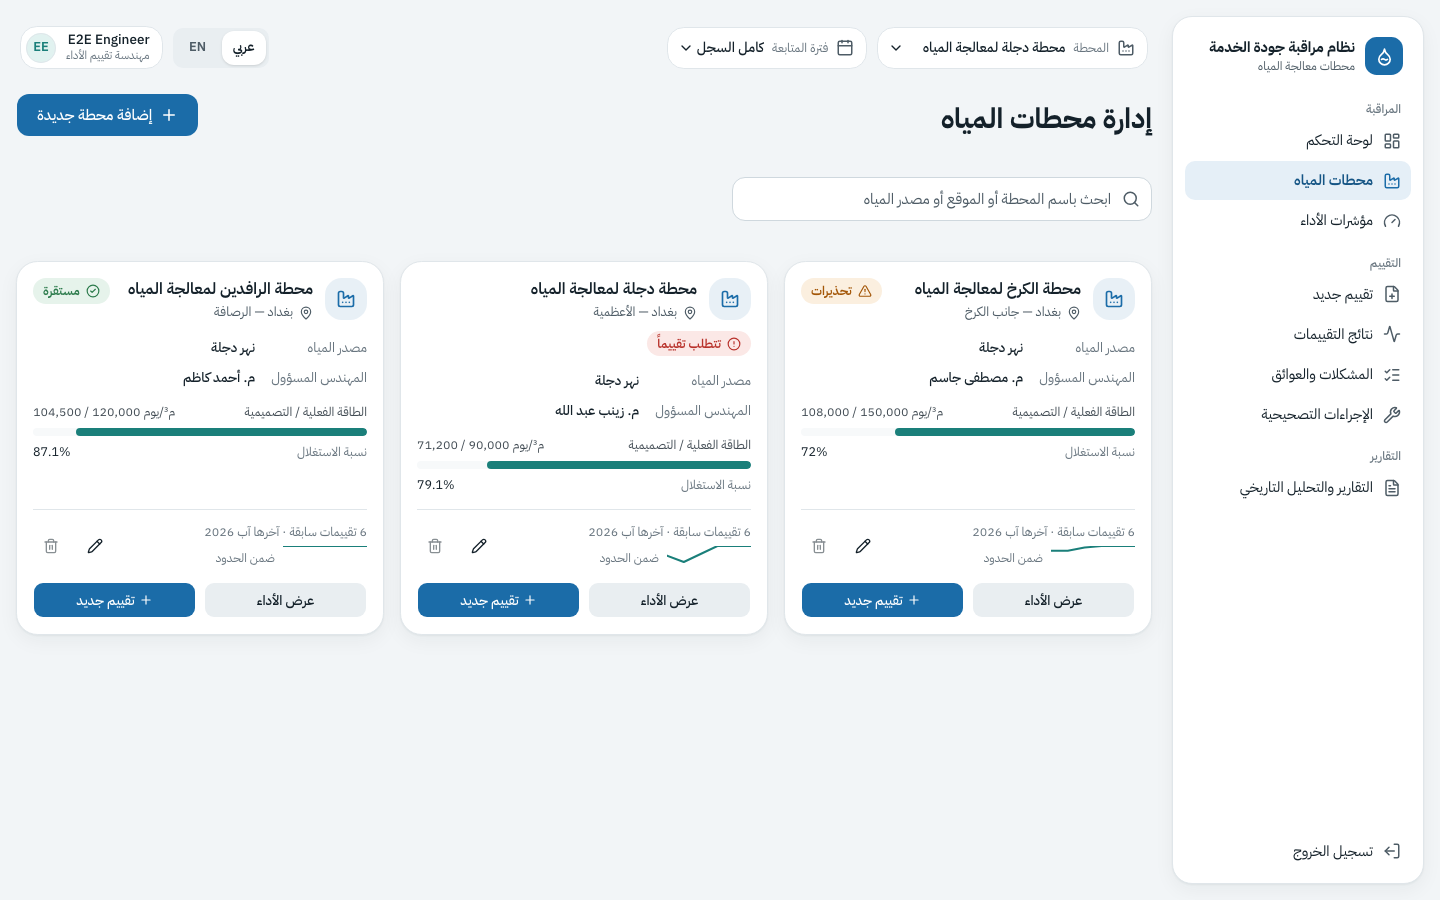 نظام مراقبة جودة الخدمة
محطات معالجة المياه
المراقبة
لوحة التحكم
محطات المياه
مؤشرات الأداء
التقييم
تقييم جديد
نتائج التقييمات
المشكلات والعوائق
الإجراءات التصحيحية
التقارير
التقارير والتحليل التاريخي
تسجيل الخروج
المحطة محطة دجلة لمعالجة المياه
فترة المتابعة كامل السجل
عربي EN
E2E Engineer
مهندسة تقييم الأداء
EE
إدارة محطات المياه
إضافة محطة جديدة
ابحث باسم المحطة أو الموقع أو مصدر المياه
محطة الكرخ لمعالجة المياه
تحذيرات
بغداد — جانب الكرخ
مصدر المياه نهر دجلة
المهندس المسؤول م. مصطفى جاسم
الطاقة الفعلية / التصميمية 108,000 / 150,000 م³/يوم
نسبة الاستغلال 72%
6 تقييمات سابقة · آخرها آب 2026
ضمن الحدود
عرض الأداء
تقييم جديد
محطة دجلة لمعالجة المياه
بغداد — الأعظمية
تتطلب تقييماً
مصدر المياه نهر دجلة
المهندس المسؤول م. زينب عبد الله
الطاقة الفعلية / التصميمية 71,200 / 90,000 م³/يوم
نسبة الاستغلال 79.1%
6 تقييمات سابقة · آخرها آب 2026
ضمن الحدود
عرض الأداء
تقييم جديد
محطة الرافدين لمعالجة المياه
مستقرة
بغداد — الرصافة
مصدر المياه نهر دجلة
المهندس المسؤول م. أحمد كاظم
الطاقة الفعلية / التصميمية 104,500 / 120,000 م³/يوم
نسبة الاستغلال 87.1%
6 تقييمات سابقة · آخرها آب 2026
ضمن الحدود
عرض الأداء
تقييم جديد